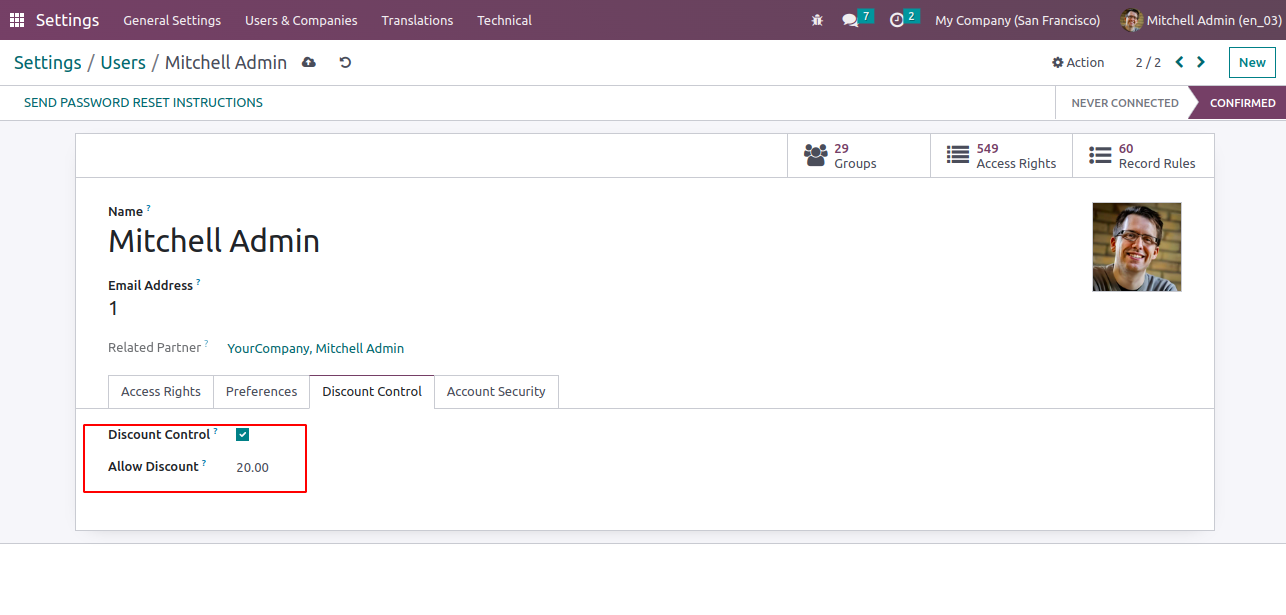 Settings General Settings Users & Companies Translations Technical 7 2 My Company (San Francisco) Mitchell Admin (en_03)
Settings / Users / Mitchell Admin Action 2 / 2 New
SEND PASSWORD RESET INSTRUCTIONS NEVER CONNECTED CONFIRMED
29 Groups
549 Access Rights
60 Record Rules
Name ?
Mitchell Admin
Email Address ?
1
Related Partner ? YourCompany, Mitchell Admin
Access Rights Preferences Discount Control Account Security
Discount Control ?
Allow Discount ? 20.00